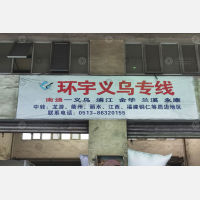 环宇义乌专线
南通—义乌 浦江 金华 兰溪 永康
中转：龙游、衢州、丽水、江西、福建铜仁等周边地区
联系电话：0513-86320155